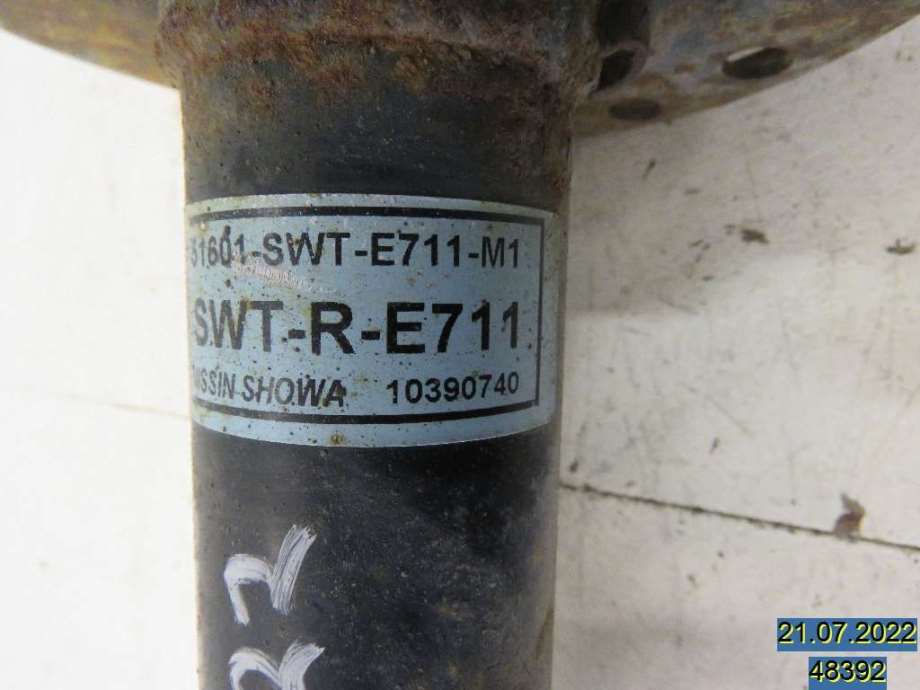 51601-SWT-E711-M1
SWT-R-E711
NISSIN SHOWA 10390740
21.07.2022
48392